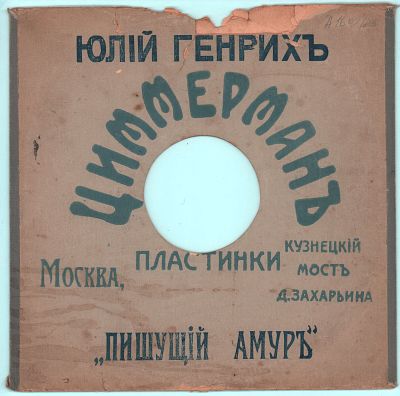 ЮЛІЙ ГЕНРИХЪ
ЦИММЕРМАНЪ
Москва,
ПЛАСТИНКИ
КУЗНЕЦКІЙ
МОСТЪ
Д.ЗАХАРЬИНА
„ПИШУЩІЙ АМУРЪ“